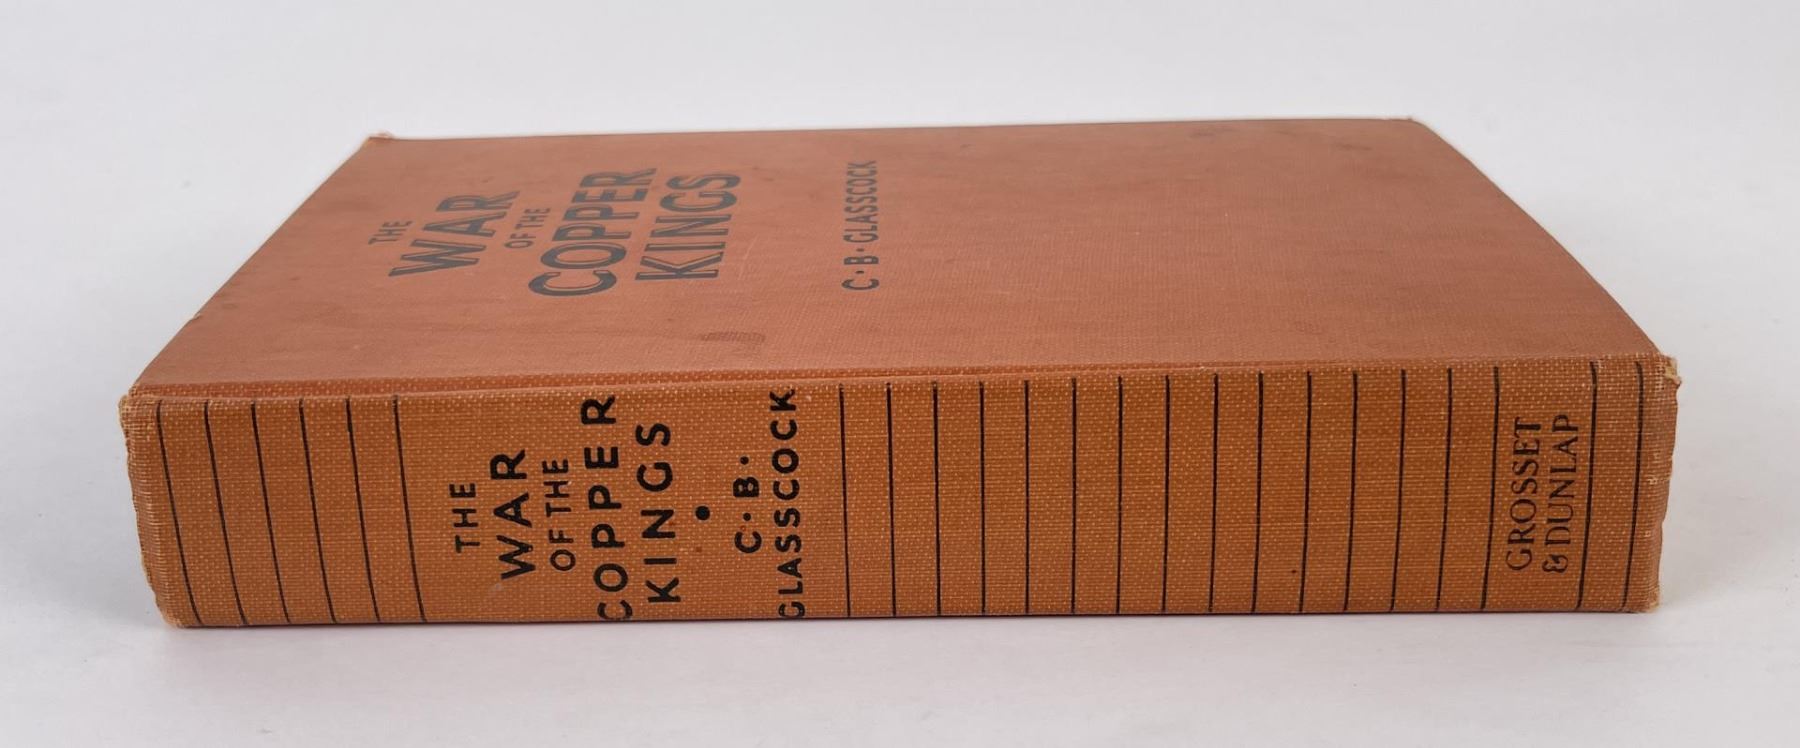 THE
WAR
OF THE
COPPER
KINGS
C·B·GLASSCOCK
THE
WAR
OF THE
COPPER
KINGS
•
C·B·
GLASSCOCK
GROSSET
& DUNLAP